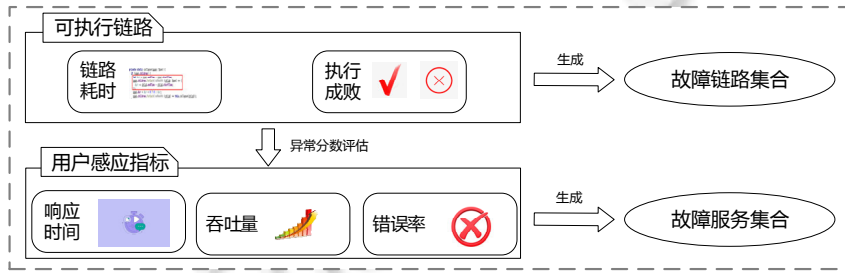 可执行链路
链路
耗时
执行
成败
生成
故障链路集合
异常分数评估
用户感应指标
响应
时间
吞吐量
错误率
生成
故障服务集合